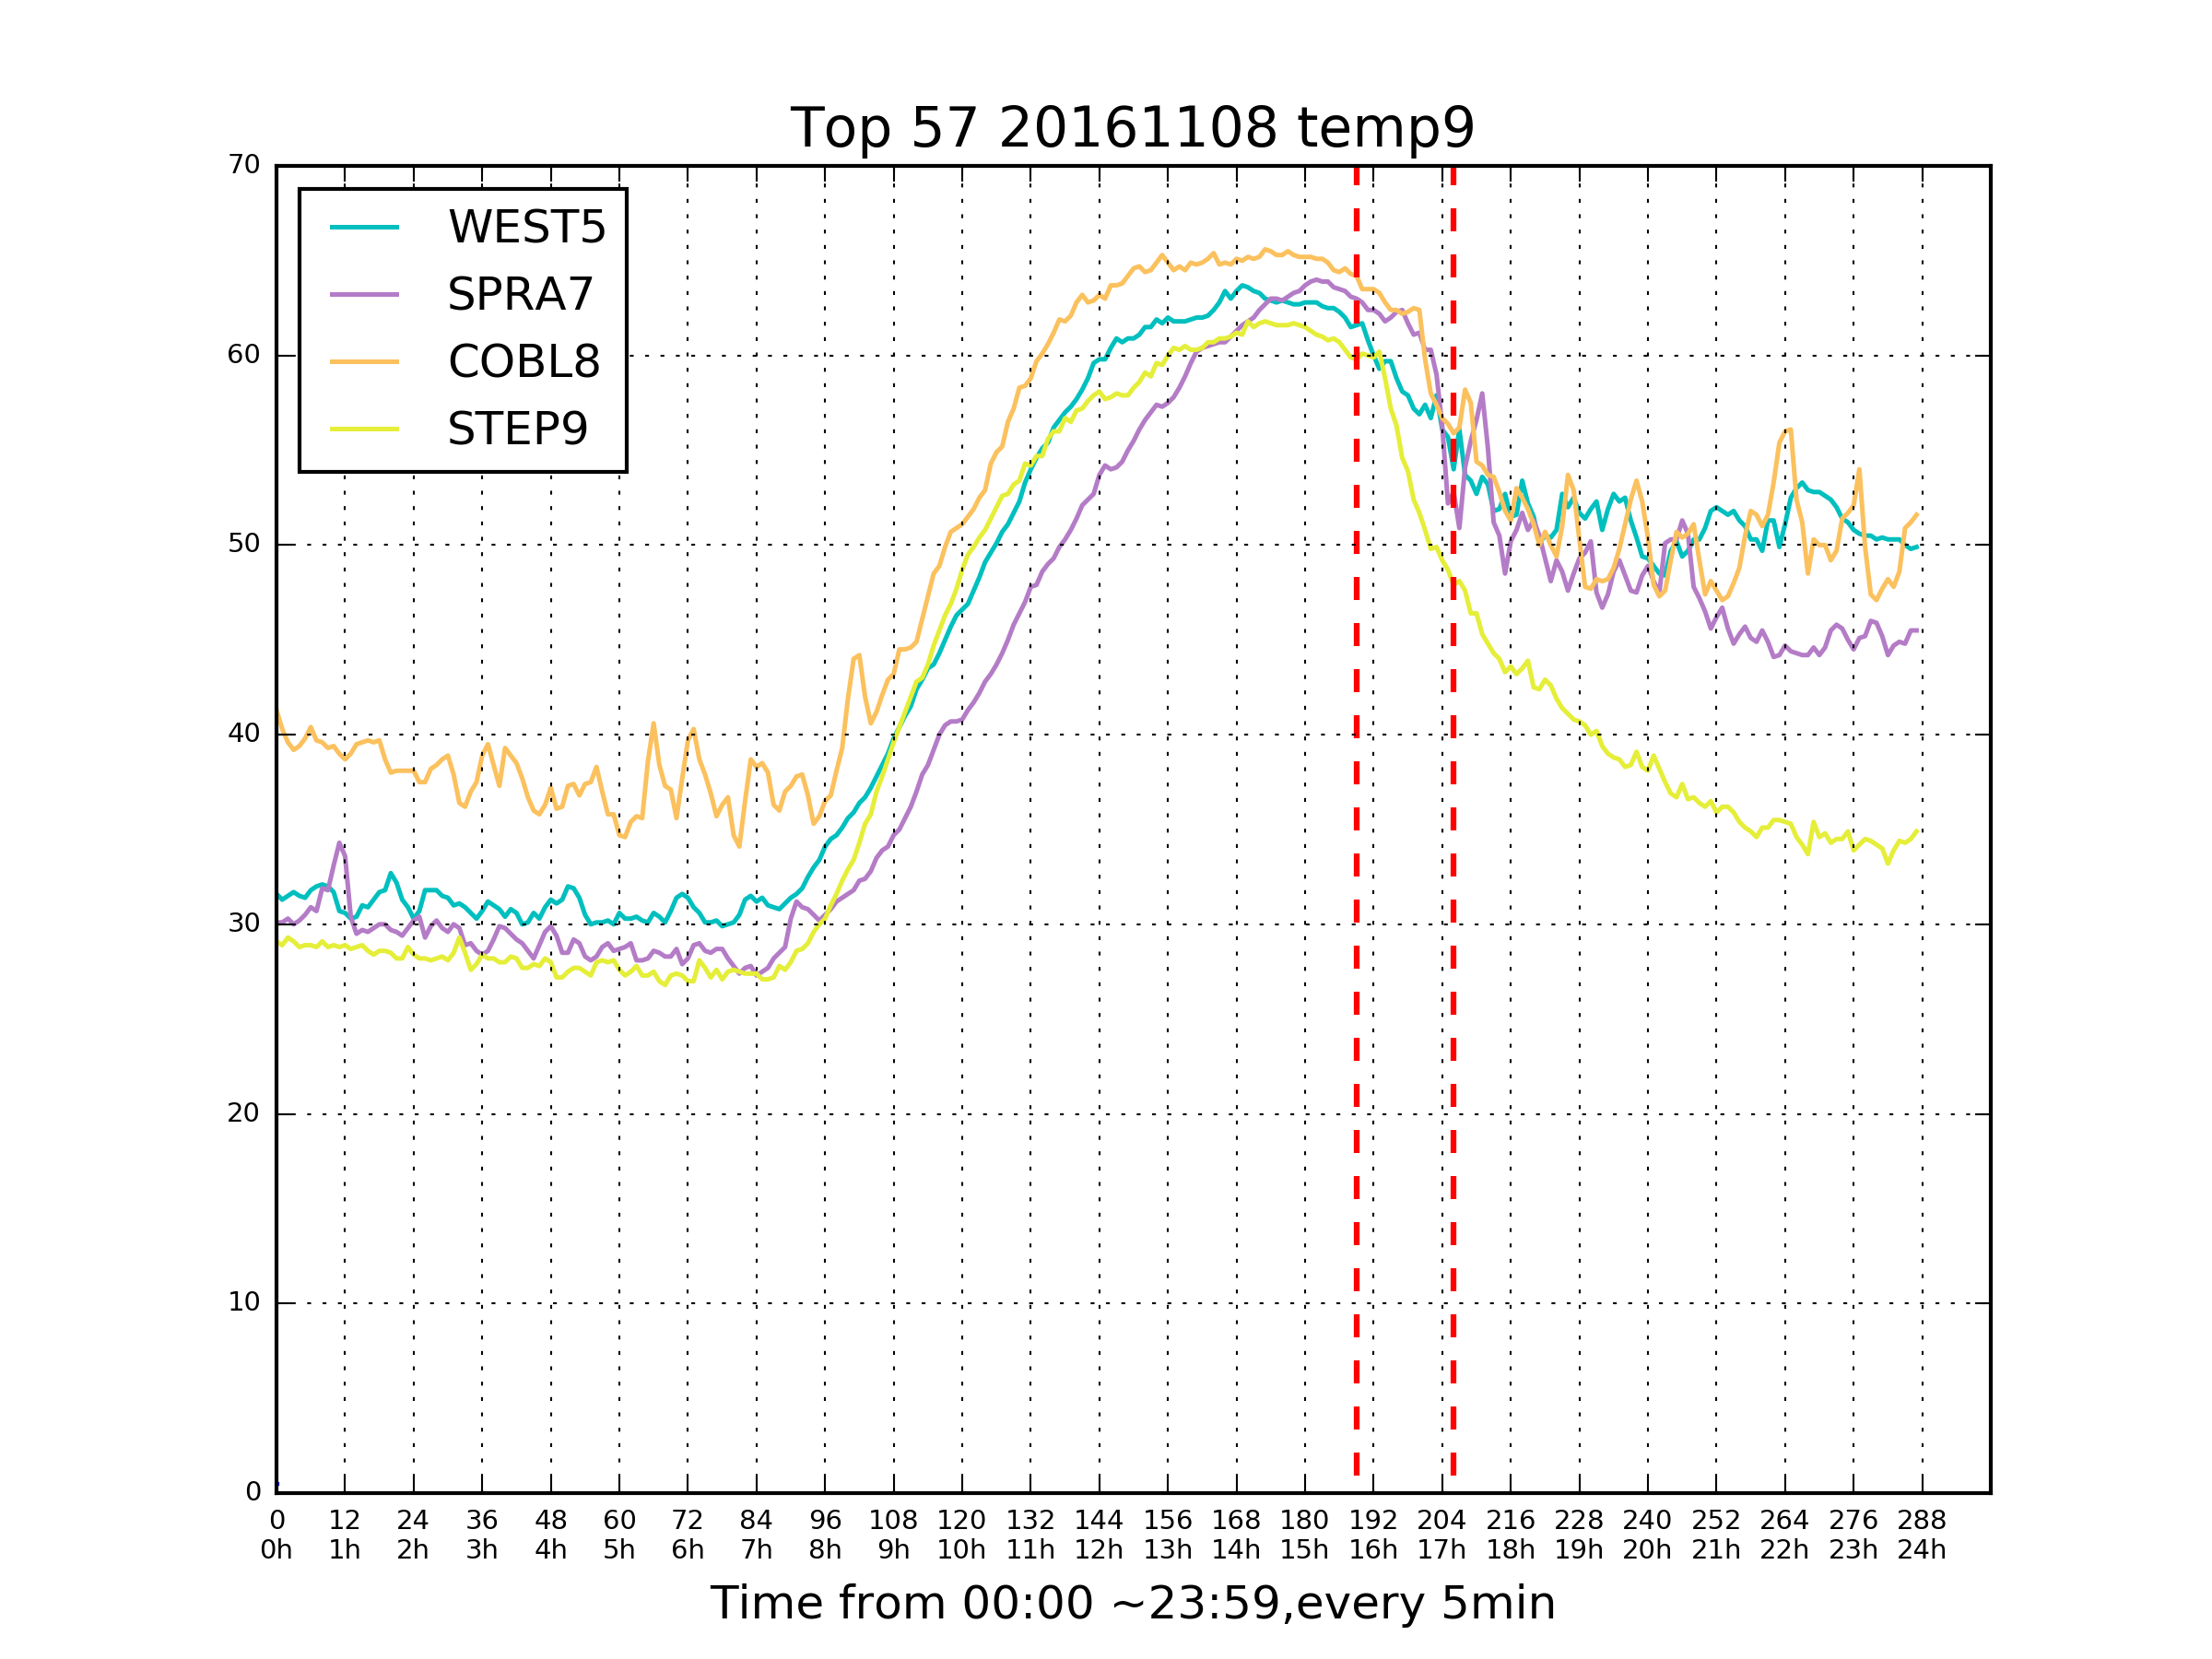 Top 57 20161108 temp9
70
60
50
40
30
20
10
0
WEST5
SPRA7
COBL8
STEP9
0 12 24 36 48 60 72 84 96 108 120 132 144 156 168 180 192 204 216 228 240 252 264 276 288
0h 1h 2h 3h 4h 5h 6h 7h 8h 9h 10h 11h 12h 13h 14h 15h 16h 17h 18h 19h 20h 21h 22h 23h 24h
Time from 00:00 ~23:59,every 5min